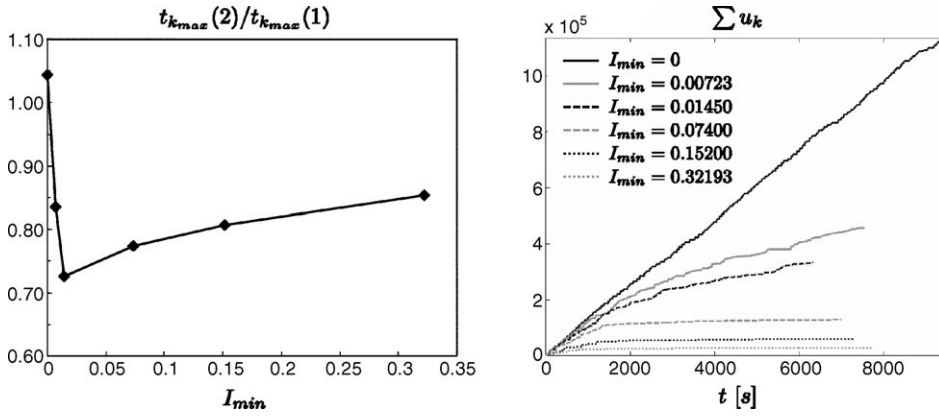 t_{k_{max}}(2)/t_{k_{max}}(1)
1.10
1.00
0.90
0.80
0.70
0.60
0
0.05
0.1
0.15
0.2
0.25
0.3
0.35
I_{min}
∑ u_k
× 10^5
10
8
6
4
2
0
I_{min} = 0
I_{min} = 0.00723
I_{min} = 0.01450
I_{min} = 0.07400
I_{min} = 0.15200
I_{min} = 0.32193
0
2000
4000
6000
8000
t [s]